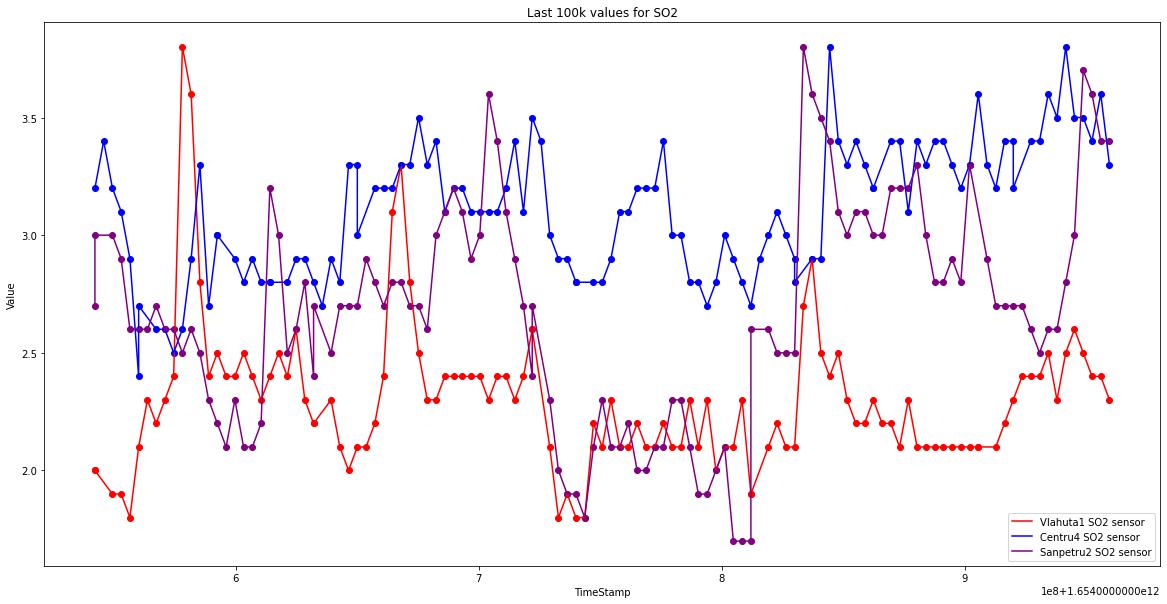 Last 100k values for SO2
Value
3.5
3.0
2.5
2.0
6 7 8 9
TimeStamp
1e8+1.6540000000e12
Vlahuta1 SO2 sensor
Centru4 SO2 sensor
Sanpetru2 SO2 sensor